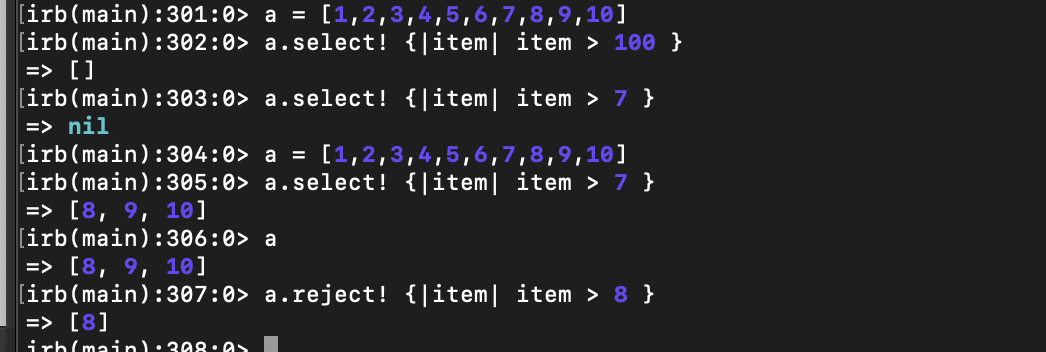 [irb(main):301:0> a = [1,2,3,4,5,6,7,8,9,10]
[irb(main):302:0> a.select! {|item| item > 100 }
=> []
[irb(main):303:0> a.select! {|item| item > 7 }
=> nil
[irb(main):304:0> a = [1,2,3,4,5,6,7,8,9,10]
[irb(main):305:0> a.select! {|item| item > 7 }
=> [8, 9, 10]
[irb(main):306:0> a
=> [8, 9, 10]
[irb(main):307:0> a.reject! {|item| item > 8 }
=> [8]
irb(main):308:0>